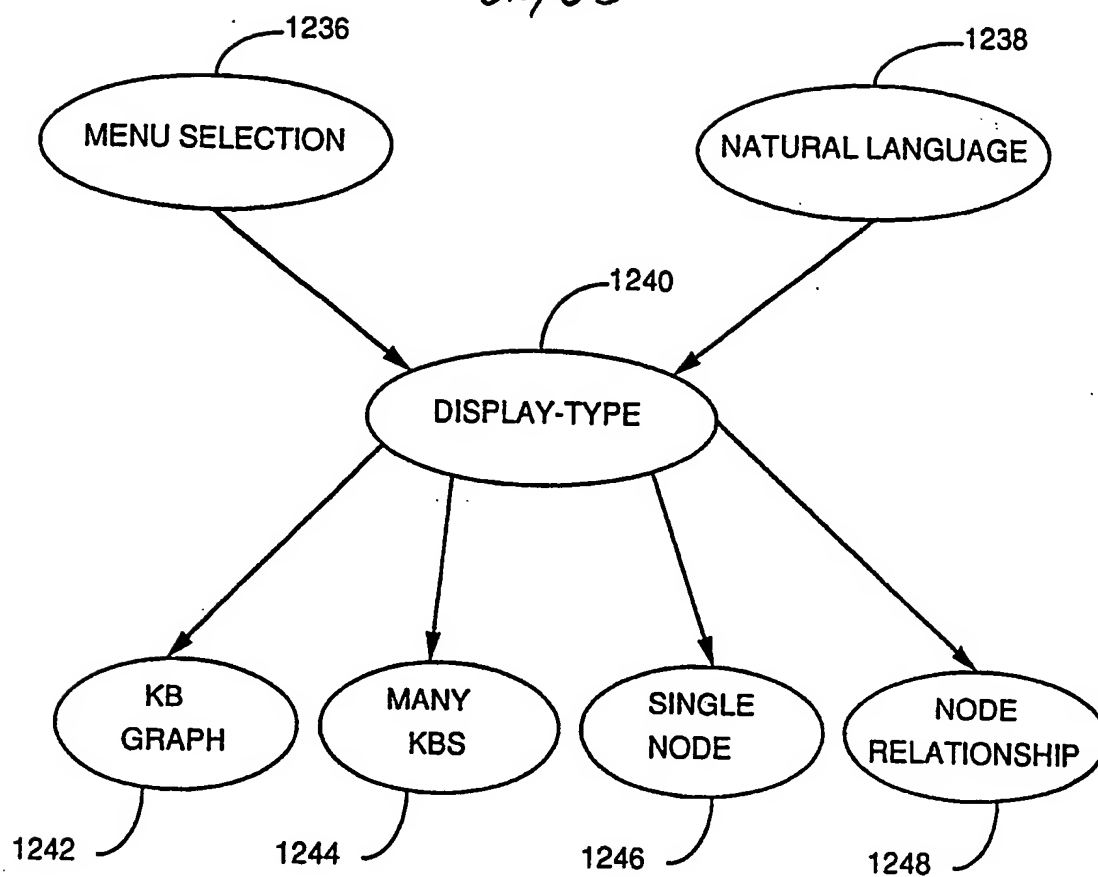 1236
1238
MENU SELECTION
NATURAL LANGUAGE
1240
DISPLAY-TYPE
KB
GRAPH
MANY
KBS
SINGLE
NODE
NODE
RELATIONSHIP
1242
1244
1246
1248